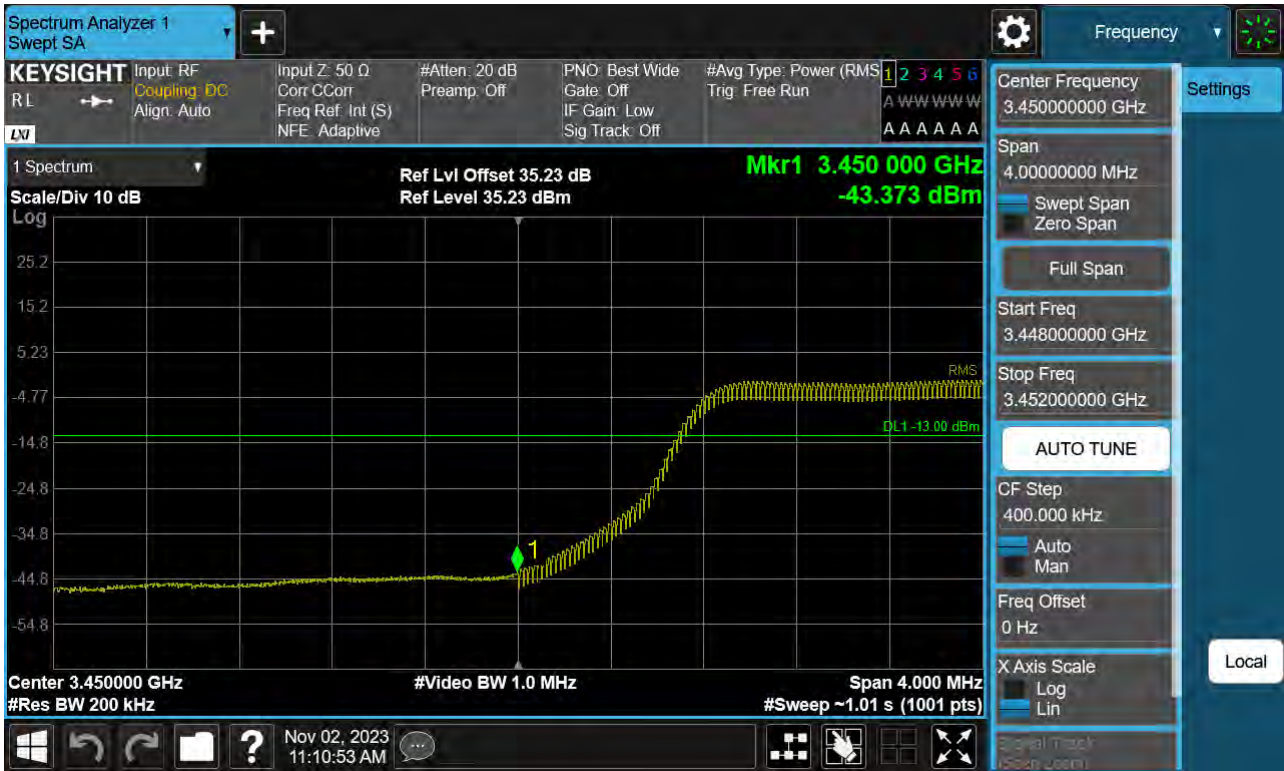 Spectrum Analyzer 1
Swept SA
+
Frequency
KEYSIGHT
RL
LXI
Input: RF
Coupling: DC
Align: Auto
Input Z: 50 Ω
Corr CCorr
Freq Ref: Int (S)
NFE: Adaptive
#Atten: 20 dB
Preamp: Off
PNO: Best Wide
Gate: Off
IF Gain: Low
Sig Track: Off
#Avg Type: Power (RMS
Trig: Free Run
1 2 3 4 5 6
A W W W W W
A A A A A A
1 Spectrum
Scale/Div 10 dB
Log
Ref Lvl Offset 35.23 dB
Ref Level 35.23 dBm
Mkr1 3.450 000 GHz
-43.373 dBm
25.2
15.2
5.23
-4.77
-14.8
-24.8
-34.8
-44.8
-54.8
RMS
DL1 -13.00 dBm
1
Center 3.450000 GHz
#Res BW 200 kHz
#Video BW 1.0 MHz
Span 4.000 MHz
#Sweep ~1.01 s (1001 pts)
Center Frequency
3.450000000 GHz
Settings
Span
4.00000000 MHz
Swept Span
Zero Span
Full Span
Start Freq
3.448000000 GHz
Stop Freq
3.452000000 GHz
AUTO TUNE
CF Step
400.000 kHz
Auto
Man
Freq Offset
0 Hz
X Axis Scale
Log
Lin
Signal Track
(Span Zoom)
Local
?
Nov 02, 2023
11:10:53 AM